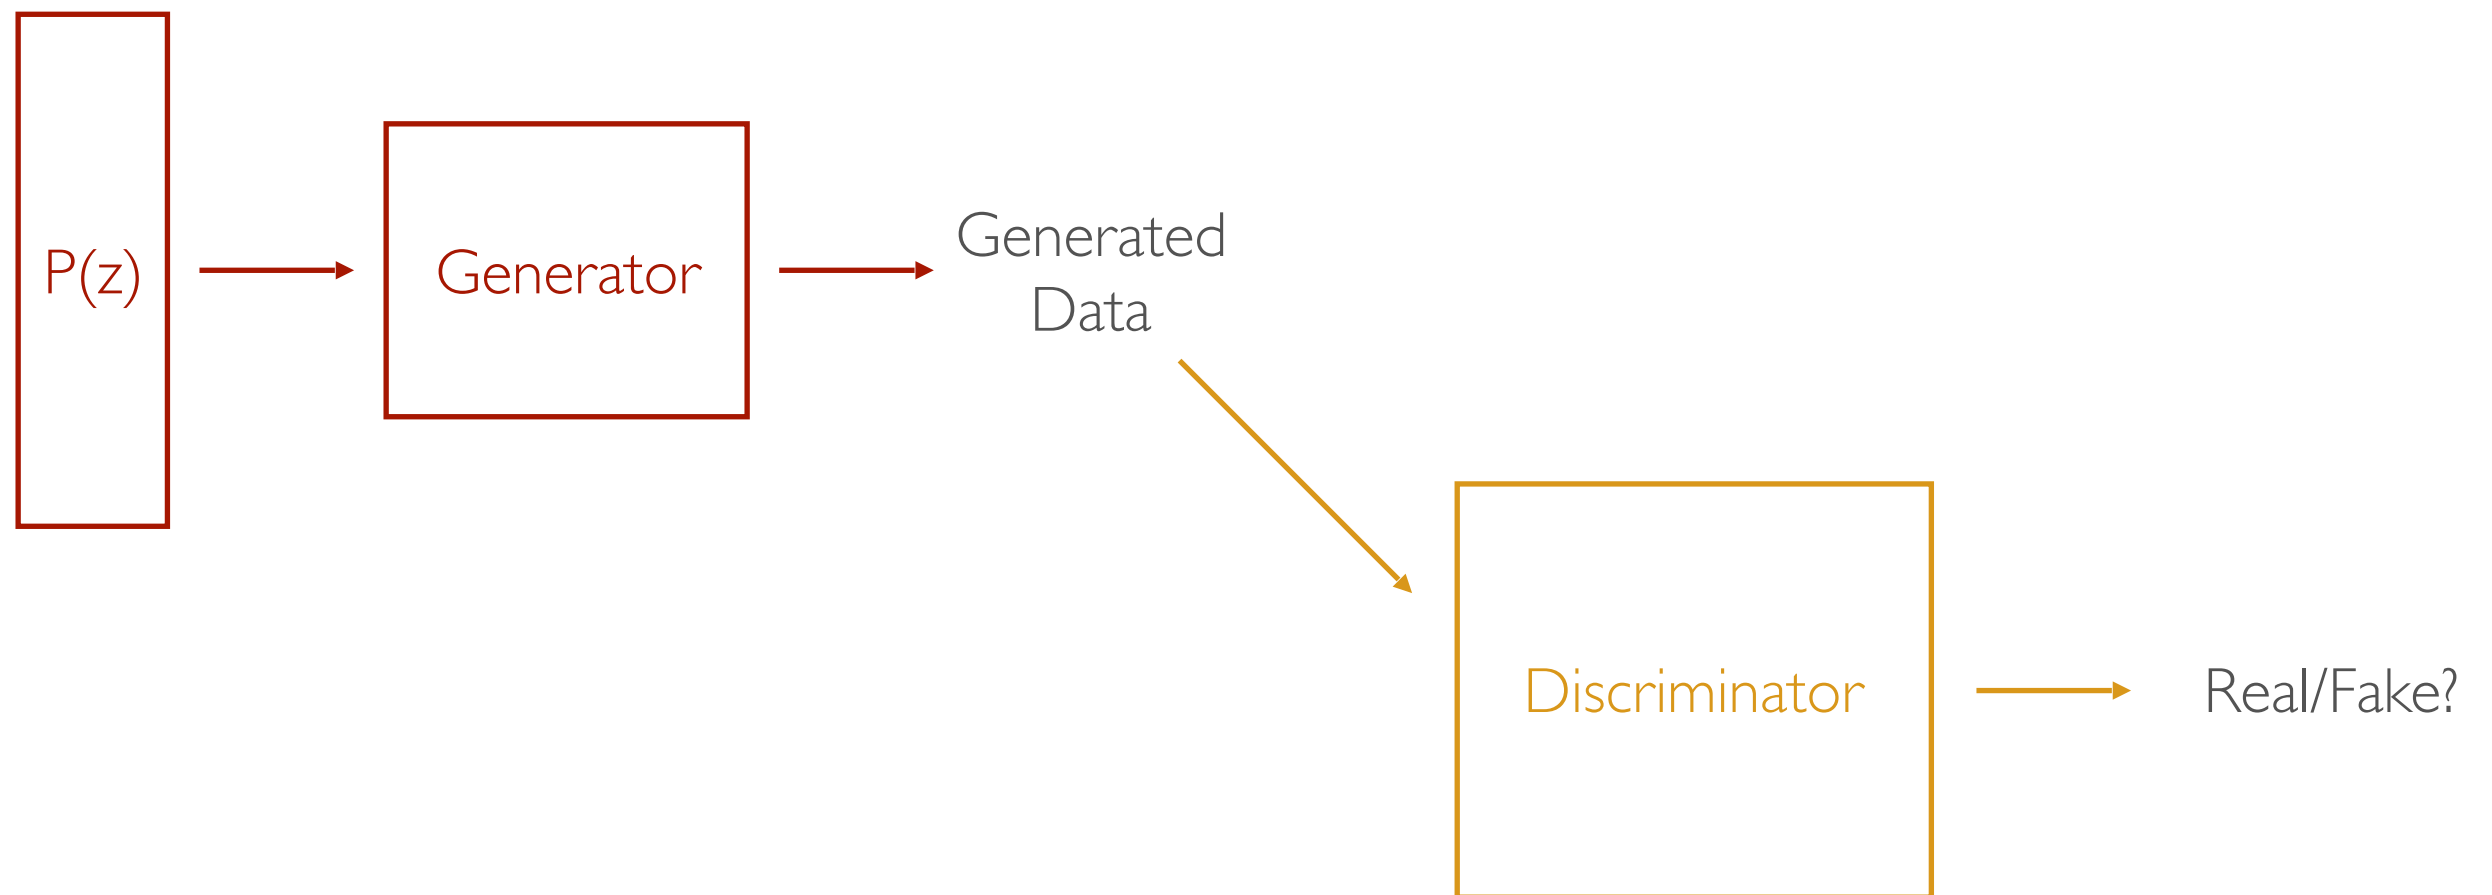 P(z)
Generator
Generated
Data
Discriminator
Real/Fake?